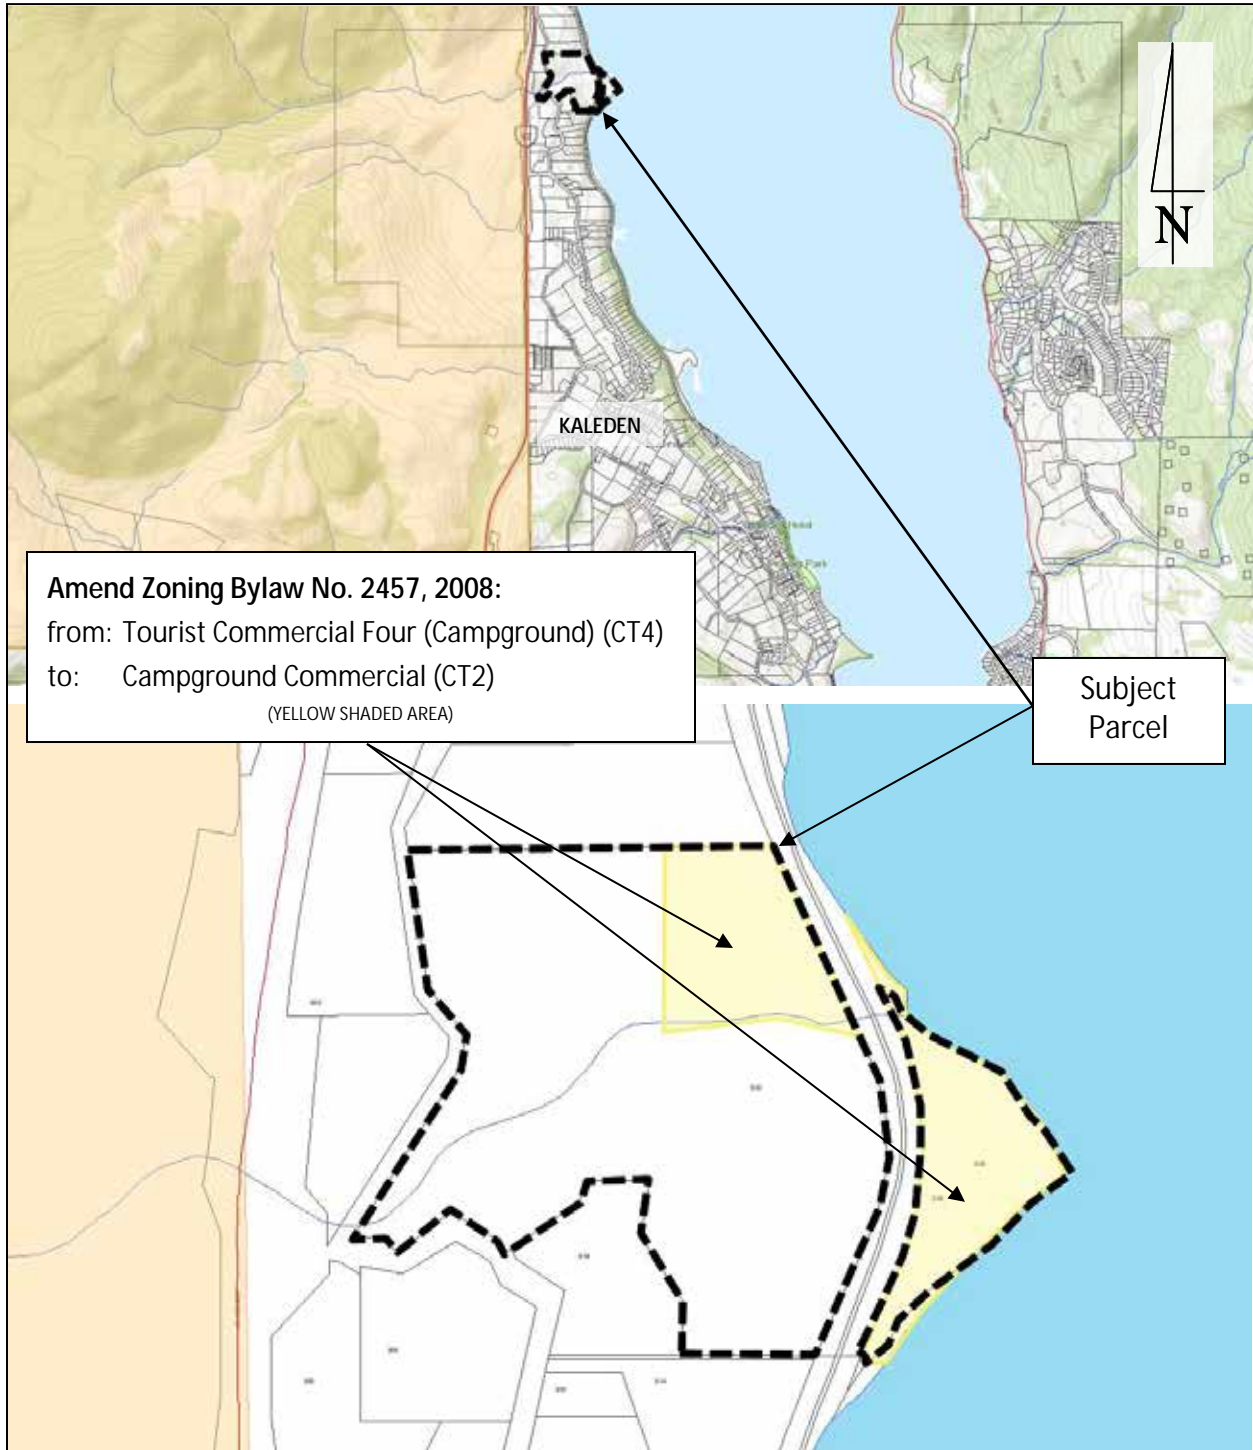 N
KALEDEN
Amend Zoning Bylaw No. 2457, 2008:
from: Tourist Commercial Four (Campground) (CT4)
to: Campground Commercial (CT2)
(YELLOW SHADED AREA)
Subject
Parcel